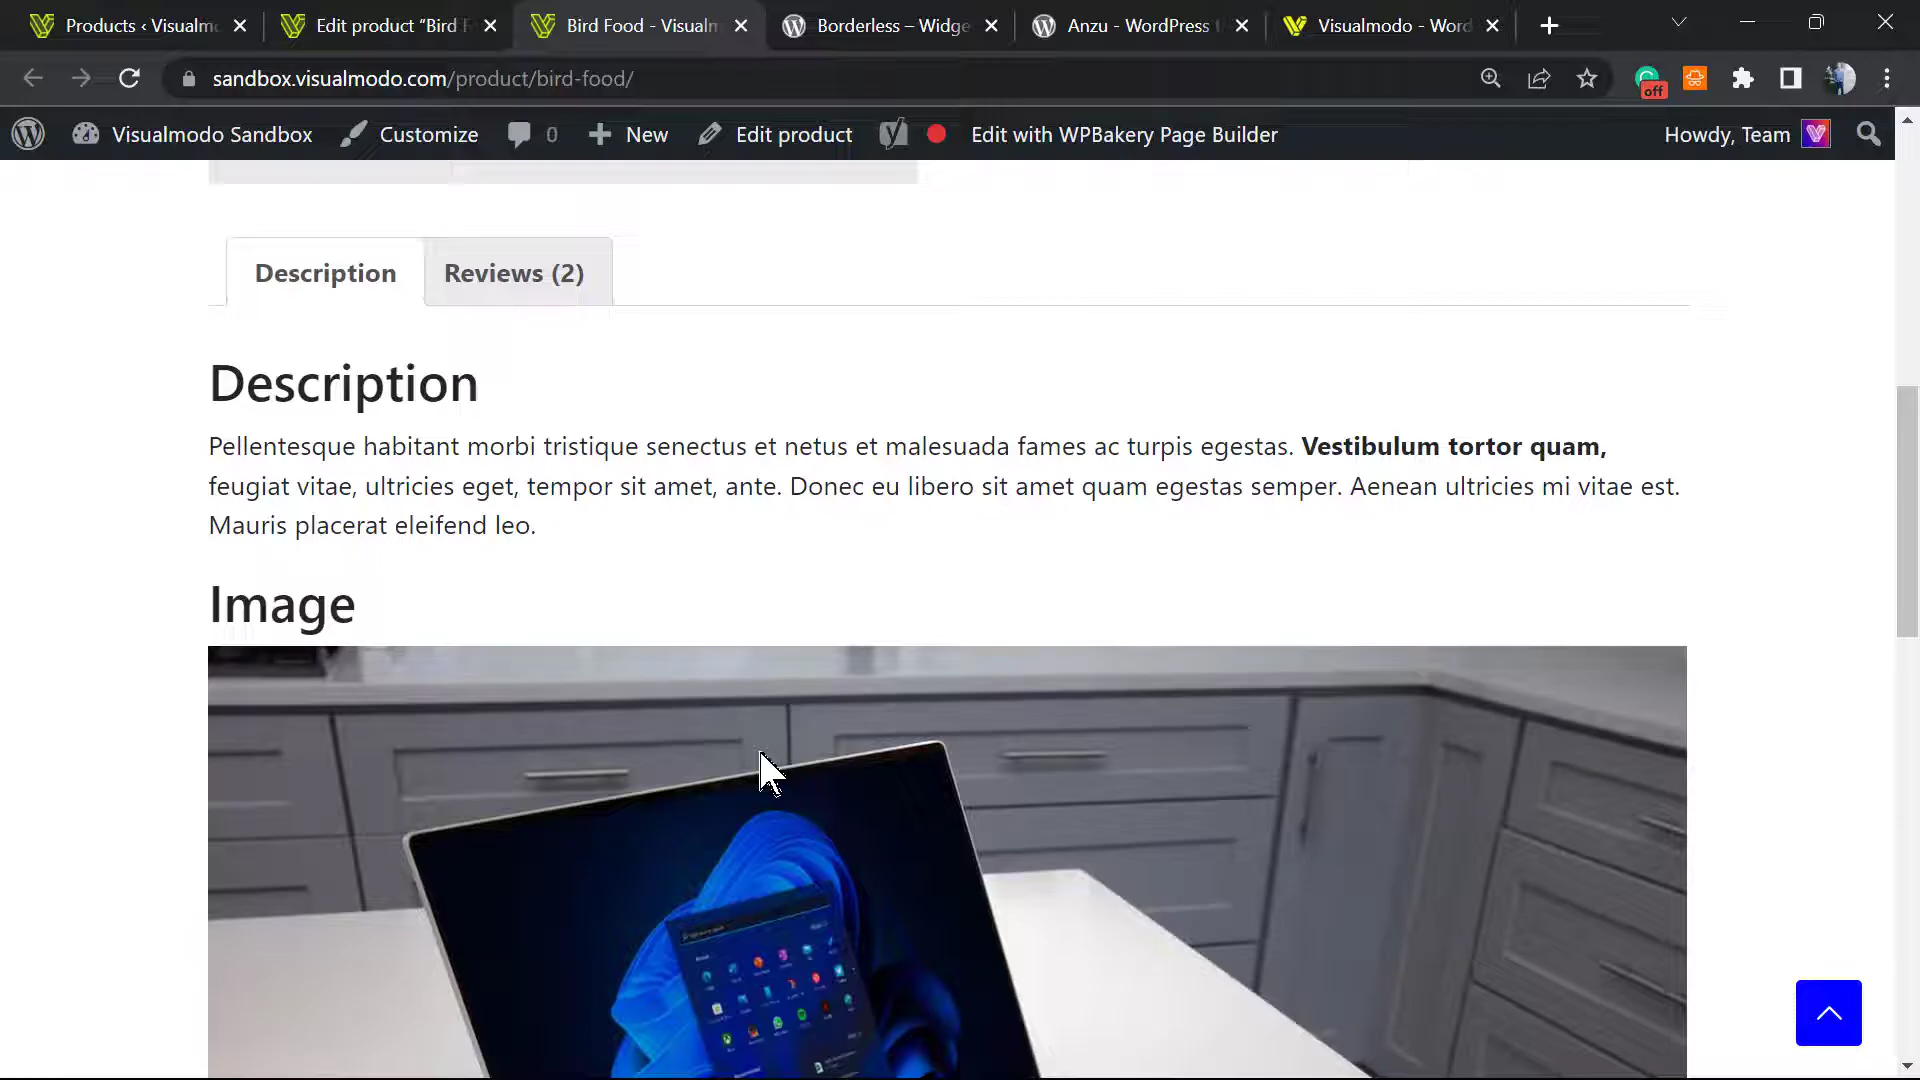 Products ‹ Visualm
Edit product “Bird F
Bird Food - Visualm
Borderless – Widge
Anzu - WordPress
Visualmodo - Word
sandbox.visualmodo.com/product/bird-food/
off
Visualmodo Sandbox
Customize
0
New
Edit product
Edit with WPBakery Page Builder
Howdy, Team
Description
Reviews (2)
Description
Pellentesque habitant morbi tristique senectus et netus et malesuada fames ac turpis egestas. Vestibulum tortor quam,
feugiat vitae, ultricies eget, tempor sit amet, ante. Donec eu libero sit amet quam egestas semper. Aenean ultricies mi vitae est.
Mauris placerat eleifend leo.
Image